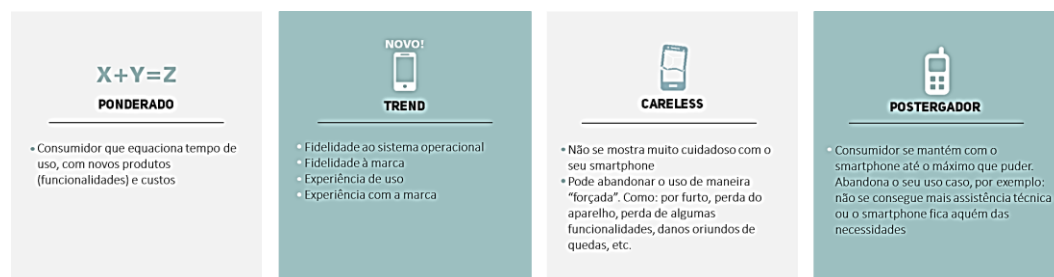 X+Y=Z
PONDERADO
• Consumidor que equaciona tempo de
uso, com novos produtos
(funcionalidades) e custos
NOVO!
TREND
• Fidelidade ao sistema operacional
• Fidelidade à marca
• Experiência de uso
• Experiência com a marca
CARELESS
• Não se mostra muito cuidadoso com o
seu smartphone
• Pode abandonar o uso de maneira
“forçada”. Como: por furto, perda do
aparelho, perda de algumas
funcionalidades, danos oriundos de
quedas, etc.
POSTERGADOR
• Consumidor se mantém com o
smartphone até o máximo que puder.
Abandona o seu uso caso, por exemplo:
não se consegue mais assistência técnica
ou o smartphone fica aquém das
necessidades